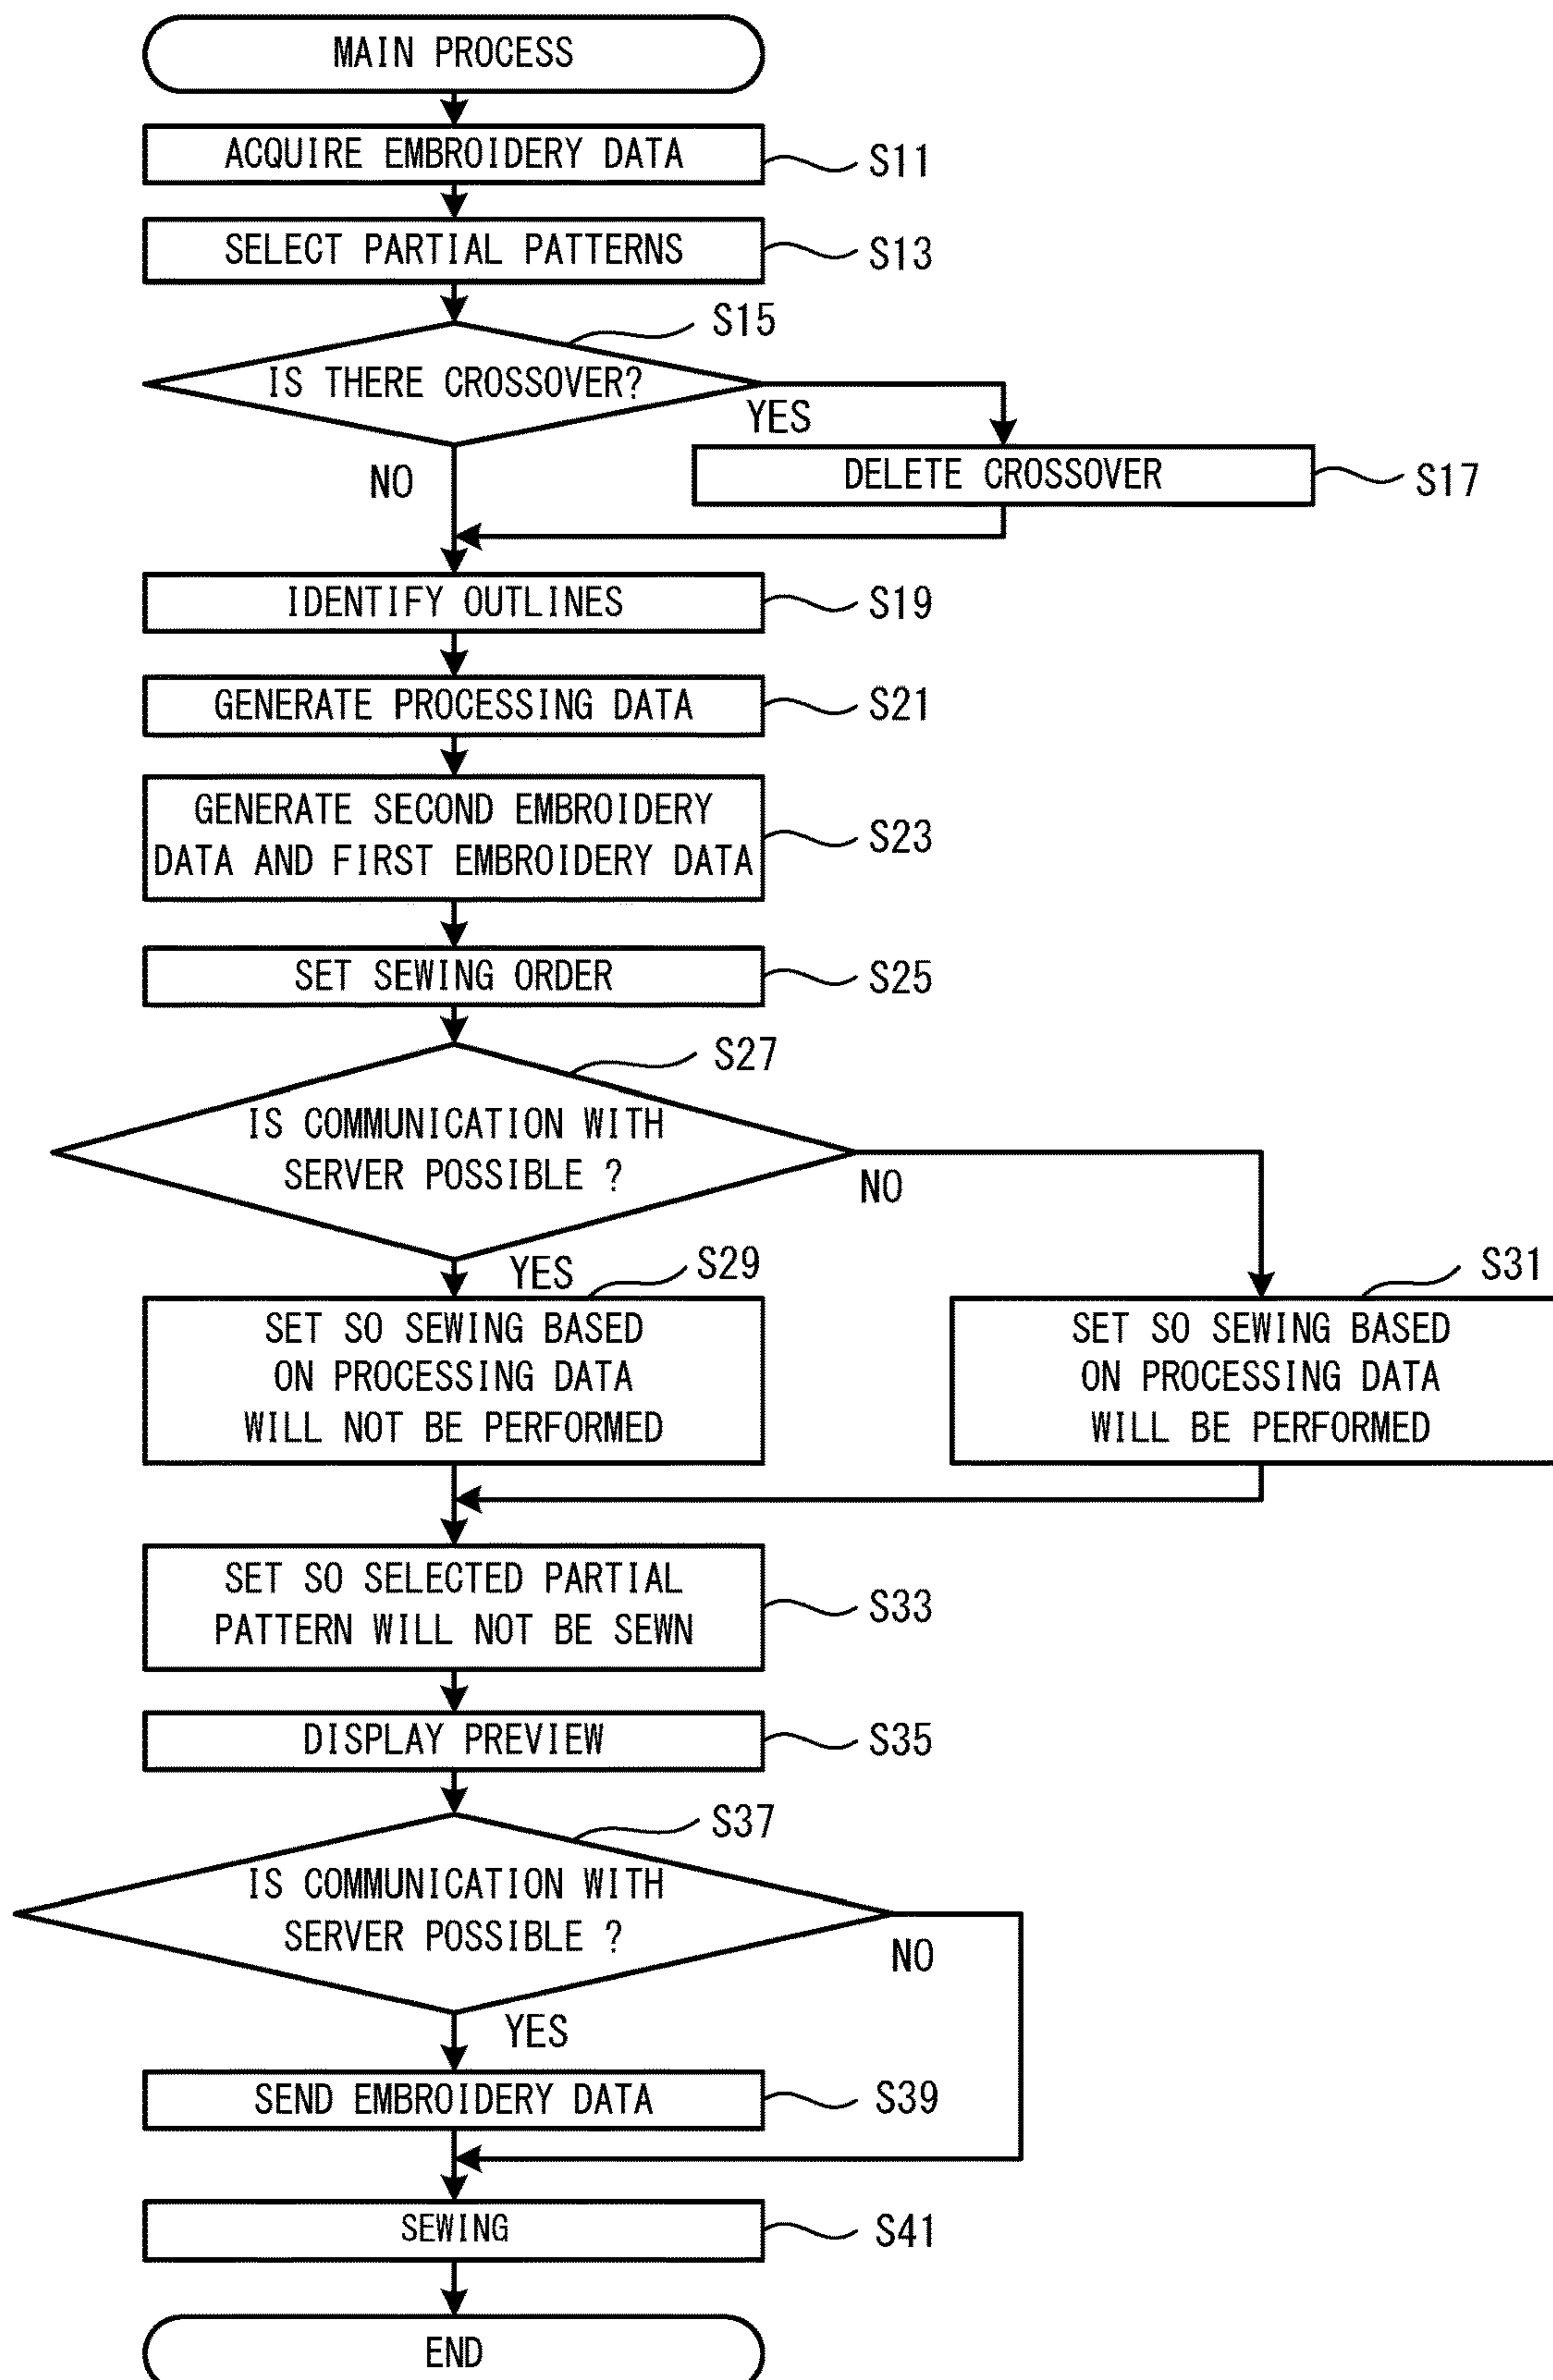 MAIN PROCESS
ACQUIRE EMBROIDERY DATA
S11
SELECT PARTIAL PATTERNS
S13
S15
IS THERE CROSSOVER?
YES
NO
DELETE CROSSOVER
S17
IDENTIFY OUTLINES
S19
GENERATE PROCESSING DATA
S21
GENERATE SECOND EMBROIDERY
DATA AND FIRST EMBROIDERY DATA
S23
SET SEWING ORDER
S25
S27
IS COMMUNICATION WITH
SERVER POSSIBLE ?
NO
YES
S29
SET SO SEWING BASED
ON PROCESSING DATA
WILL NOT BE PERFORMED
S31
SET SO SEWING BASED
ON PROCESSING DATA
WILL BE PERFORMED
SET SO SELECTED PARTIAL
PATTERN WILL NOT BE SEWN
S33
DISPLAY PREVIEW
S35
S37
IS COMMUNICATION WITH
SERVER POSSIBLE ?
NO
YES
SEND EMBROIDERY DATA
S39
SEWING
S41
END